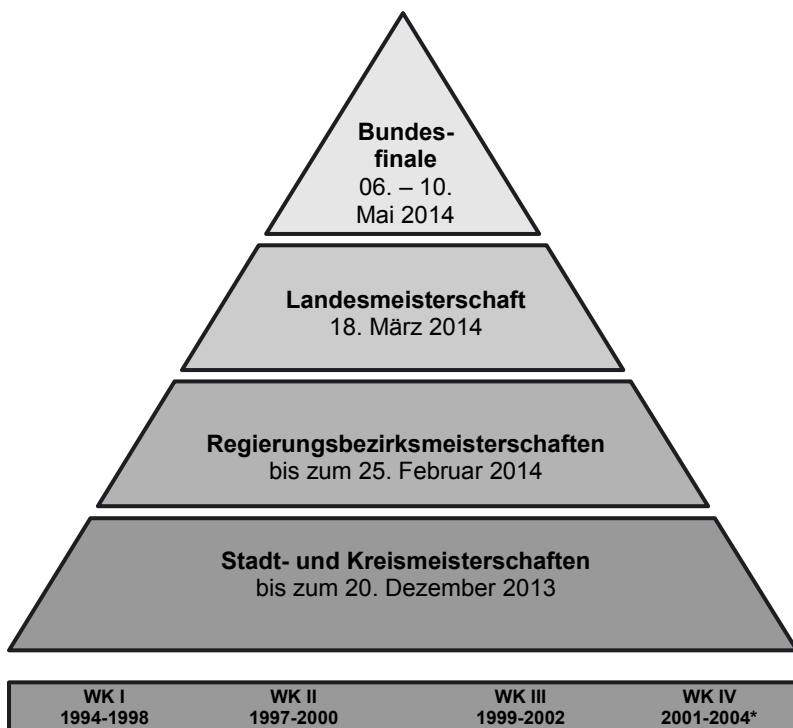 Bundes-
finale
06. – 10.
Mai 2014
Landesmeisterschaft
18. März 2014
Regierungsbezirksmeisterschaften
bis zum 25. Februar 2014
Stadt- und Kreismeisterschaften
bis zum 20. Dezember 2013
WK I WK II WK III WK IV
1994-1998 1997-2000 1999-2002 2001-2004*